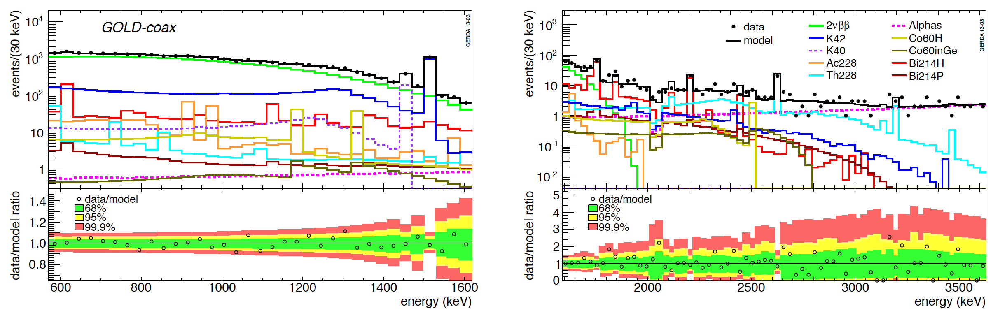 GOLD-coax
GERDA 13-03
events/(30 keV)
10^4
10^3
10^2
10
1
data/model ratio
1.4
1.2
1.0
0.8
data/model
68%
95%
99.9%
600 800 1000 1200 1400 1600
energy (keV)
GERDA 13-03
events/(30 keV)
10^3
10^2
10
1
10^-1
10^-2
data
model
2νββ
K42
K40
Ac228
Th228
Alphas
Co60H
Co60inGe
Bi214H
Bi214P
data/model ratio
5
4
3
2
1
0
data/model
68%
95%
99.9%
2000 2500 3000 3500
energy (keV)